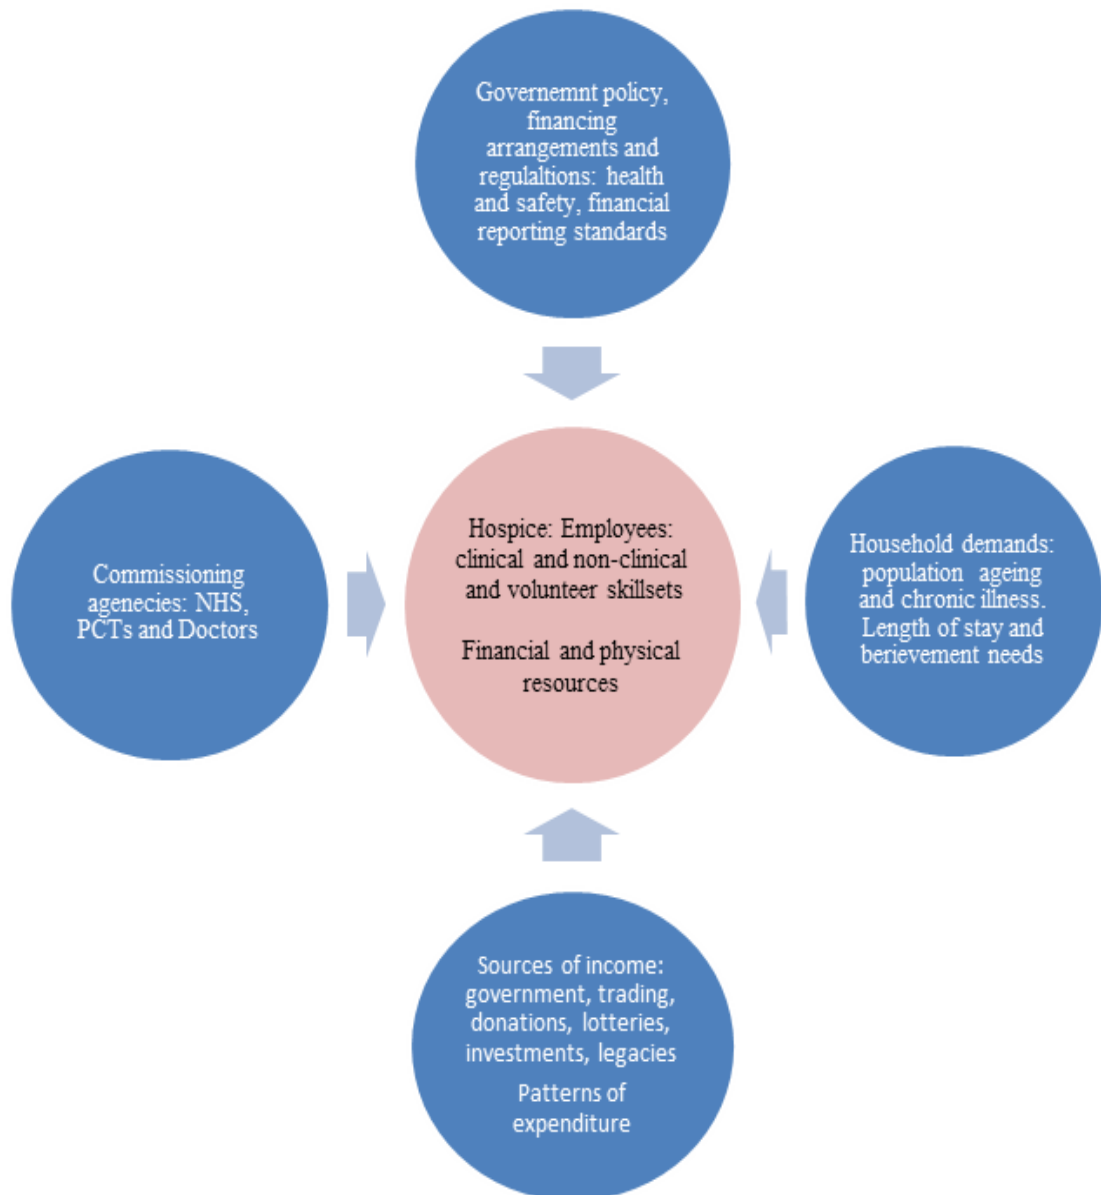 Governemnt policy,
financing
arrangements and
regulaltions: health
and safety, financial
reporting standards
Commissioning
agenecies: NHS,
PCTs and Doctors
Hospice: Employees:
clinical and non-clinical
and volunteer skillsets
Financial and physical
resources
Household demands:
population ageing
and chronic illness.
Length of stay and
berievement needs
Sources of income:
government, trading,
donations, lotteries,
investments, legacies
Patterns of
expenditure